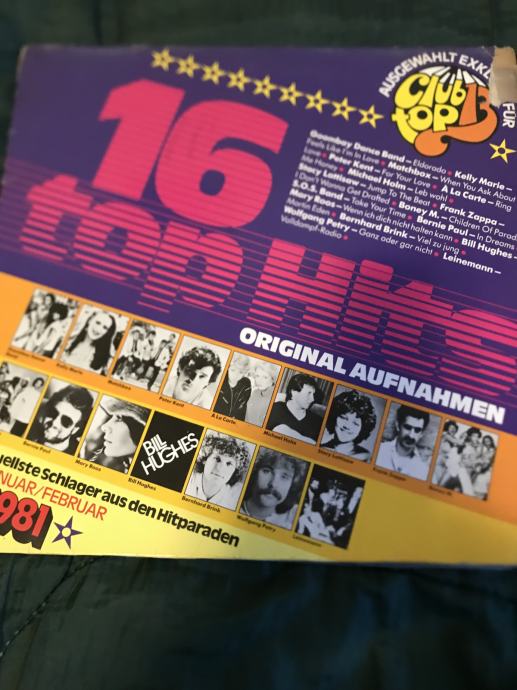 16
top Hits
AUSGEWÄHLT EXKL
FÜR
Club
top 13
Goombay Dance Band – Eldorado • Kelly Marie –
Feels Like I'm In Love • Matchbox – When You Ask About
Love • Peter Kent – For Your Love • A La Carte – Ring
Me Honey • Michael Holm – Leb wohl •
Stacy Lattisaw – Jump To The Beat • Frank Zappa –
I Don't Wanna Get Drafted • Boney M. – Children Of Parad
S.O.S. Band – Take Your Time • Bernie Paul – In Dreams
Mary Roos – Wenn ich dich nicht halten kann • Bill Hughes –
Martin Eden • Bernhard Brink – Viel zu jung •
Wolfgang Petry – Ganz oder gar nicht • Leinemann –
Volldampf-Radio •
ORIGINAL AUFNAHMEN
Kelly Marie
Matchbox
Peter Kent
A La Carte
Michael Holm
Stacy Lattisaw
Frank Zappa
Boney M.
Bernie Paul
Mary Roos
BILL HUGHES
Bill Hughes
Bernhard Brink
Wolfgang Petry
Leinemann
uellste Schlager aus den Hitparaden
NUAR/FEBRUAR
981